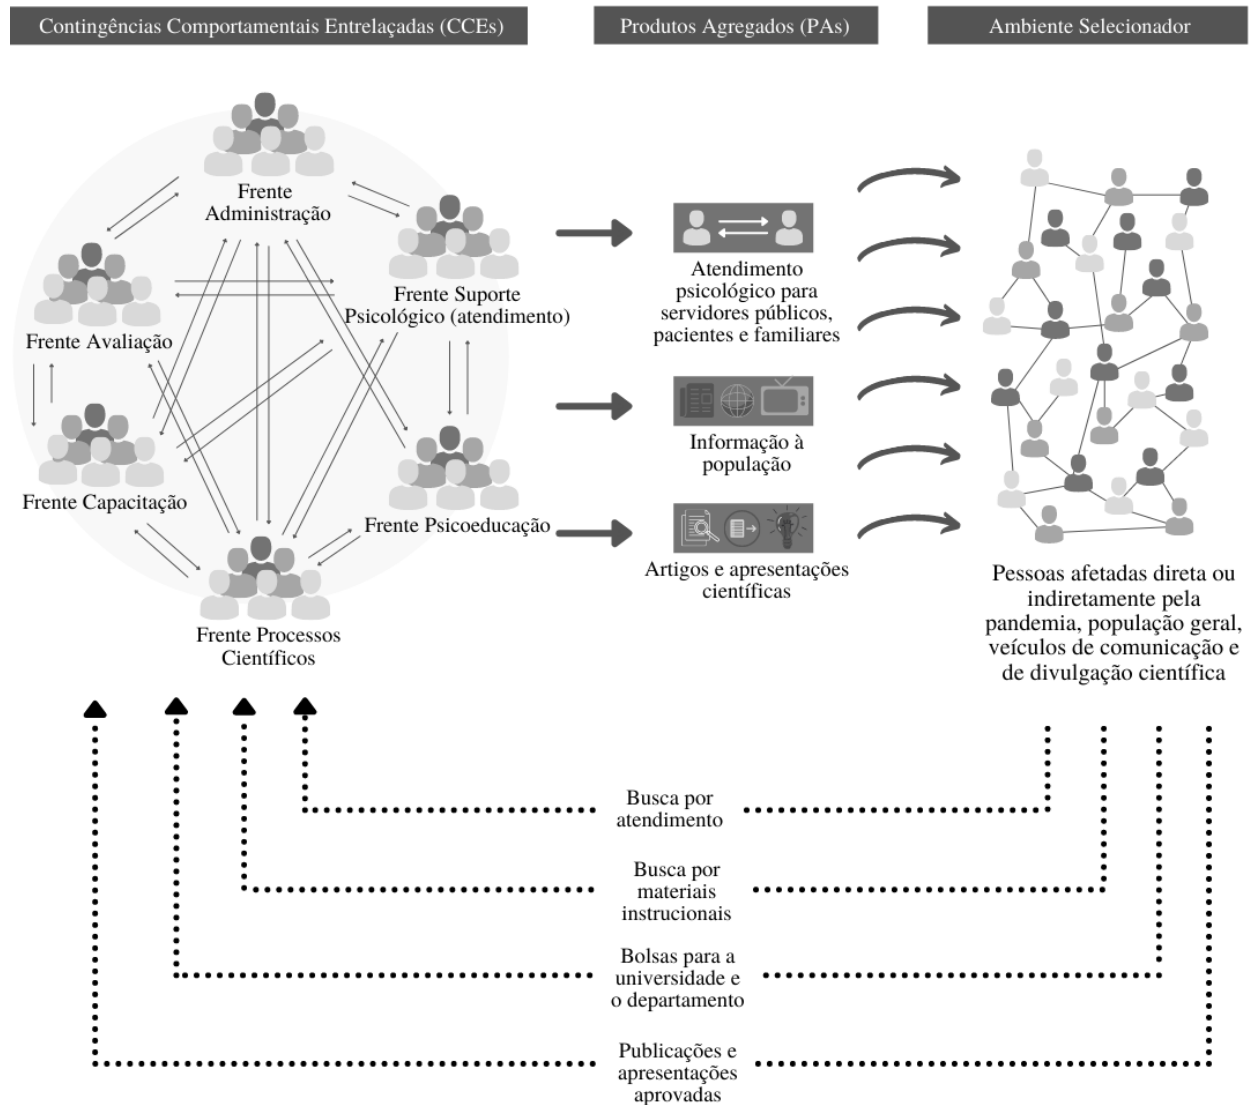 Contingências Comportamentais Entrelaçadas (CCEs)
Produtos Agregados (PAs)
Ambiente Selecionador
Frente
Administração
Frente Suporte
Psicológico (atendimento)
Frente Avaliação
Frente Capacitação
Frente Psicoeducação
Frente Processos
Científicos
Atendimento
psicológico para
servidores públicos,
pacientes e familiares
Informação à
população
Artigos e apresentações
científicas
Pessoas afetadas direta ou
indiretamente pela
pandemia, população geral,
veículos de comunicação e
de divulgação científica
Busca por
atendimento
Busca por
materiais
instrucionais
Bolsas para a
universidade e
o departamento
Publicações e
apresentações
aprovadas